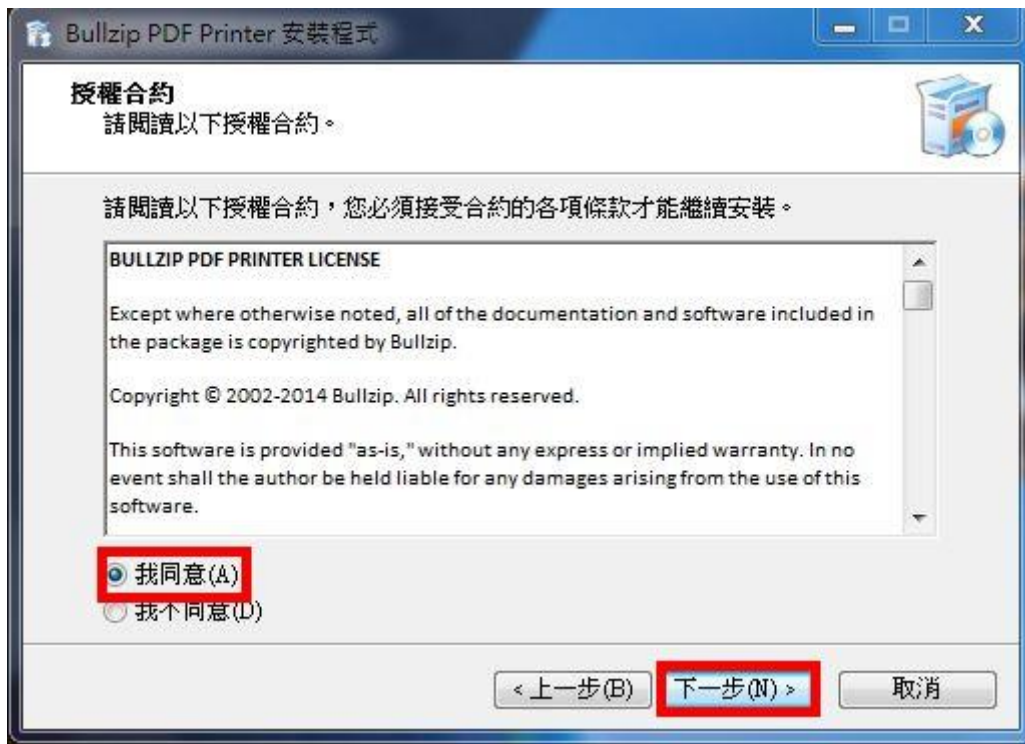 Bullzip PDF Printer 安裝程式
授權合約
請閱讀以下授權合約。
請閱讀以下授權合約，您必須接受合約的各項條款才能繼續安裝。
BULLZIP PDF PRINTER LICENSE
Except where otherwise noted, all of the documentation and software included in
the package is copyrighted by Bullzip.
Copyright © 2002-2014 Bullzip. All rights reserved.
This software is provided "as-is," without any express or implied warranty. In no
event shall the author be held liable for any damages arising from the use of this
software.
我同意(A)
我不同意(D)
< 上一步(B) 下一步(N) > 取消